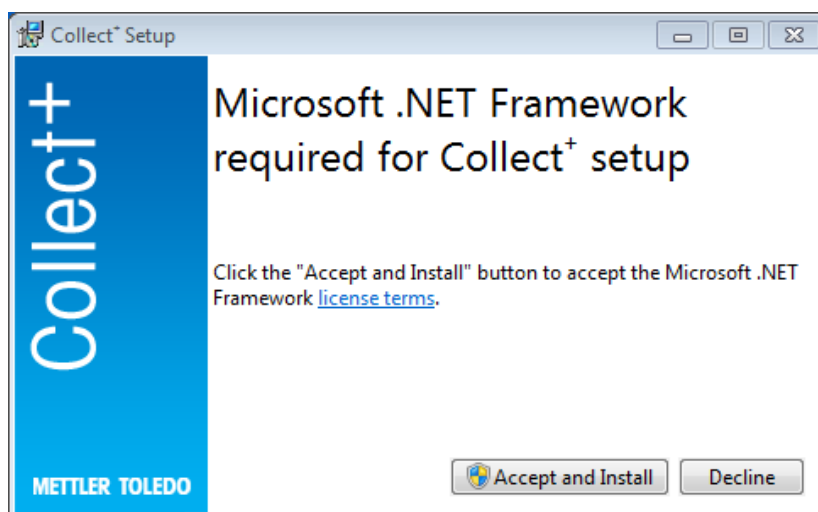 Collect⁺ Setup
Collect+
Microsoft .NET Framework
required for Collect⁺ setup
Click the "Accept and Install" button to accept the Microsoft .NET
Framework license terms.
METTLER TOLEDO
Accept and Install
Decline